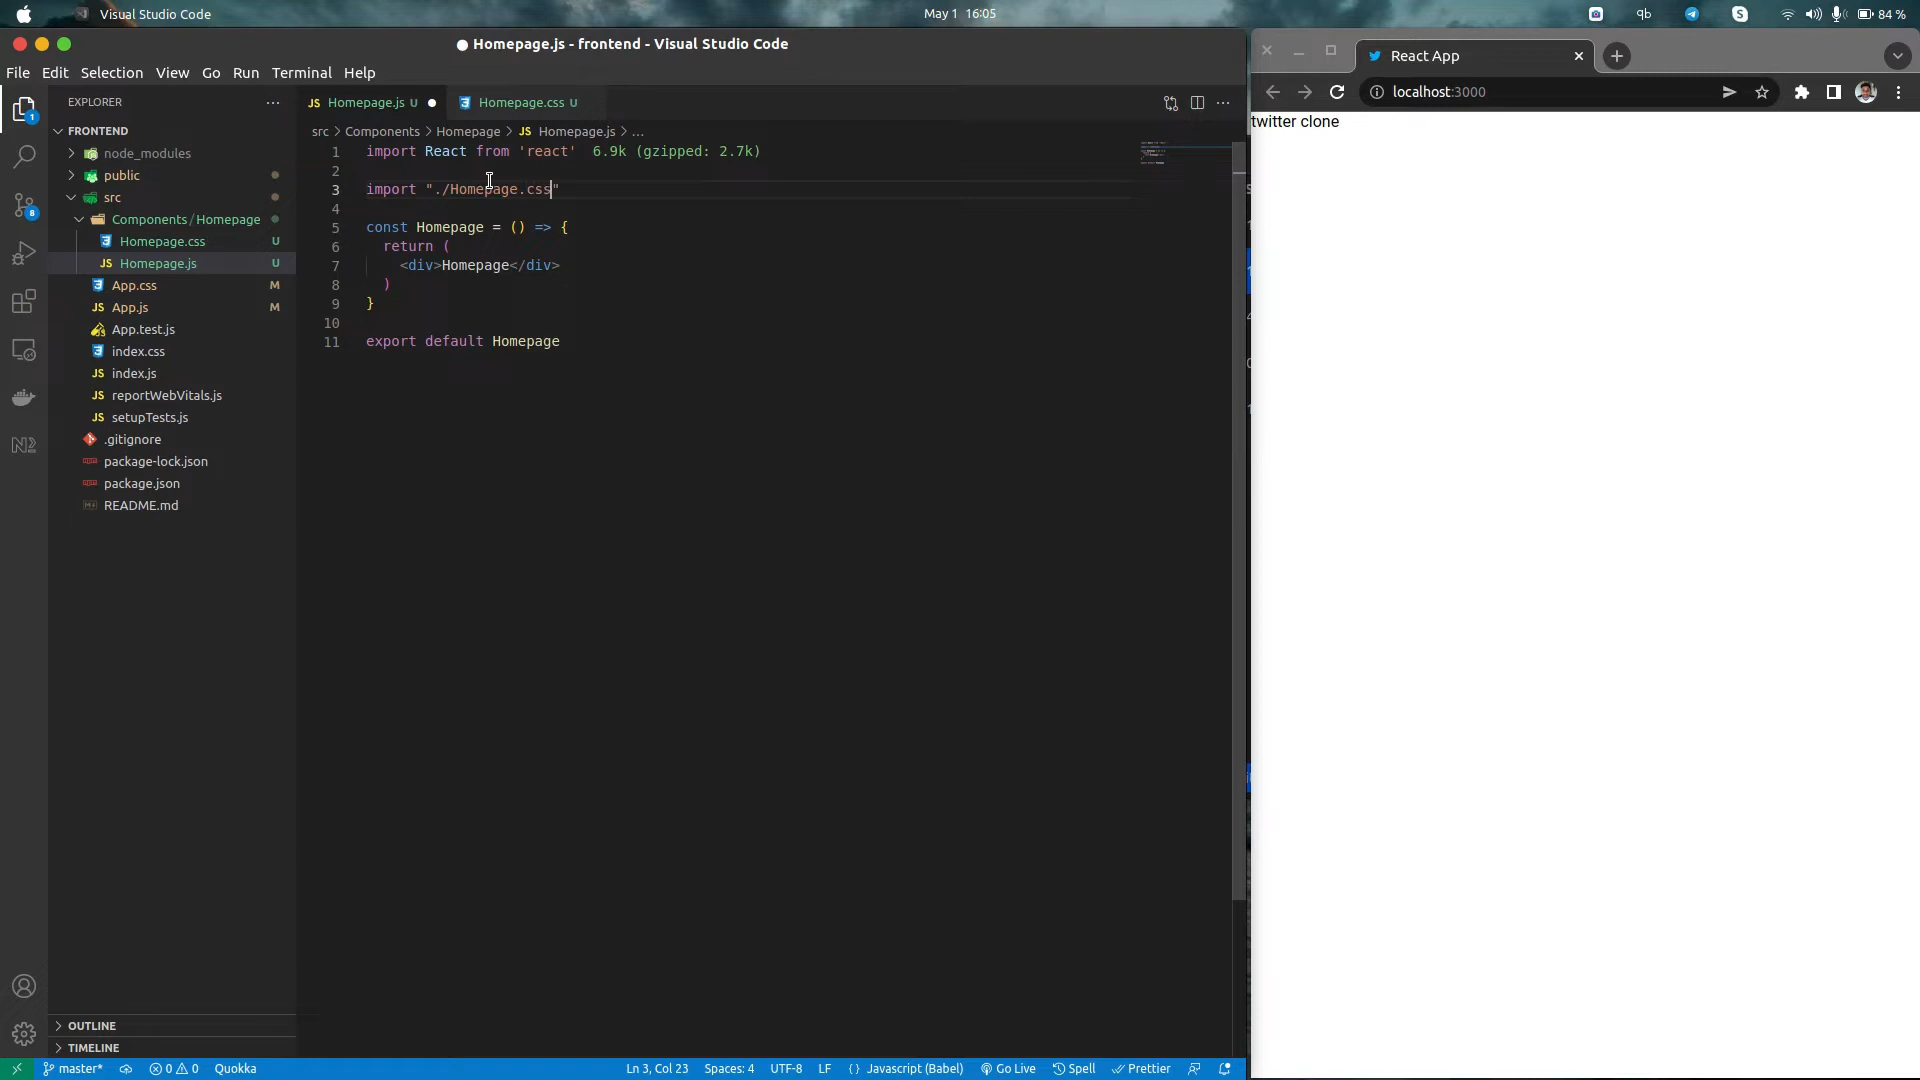 Visual Studio Code
May 1 16:05
qb
84 %
Homepage.js - frontend - Visual Studio Code
File Edit Selection View Go Run Terminal Help
EXPLORER
FRONTEND
node_modules
public
src
Components / Homepage
Homepage.css U
Homepage.js U
App.css M
App.js M
App.test.js
index.css
index.js
reportWebVitals.js
setupTests.js
.gitignore
package-lock.json
package.json
README.md
OUTLINE
TIMELINE
1
8
JS Homepage.js U
Homepage.css U
src > Components > Homepage > JS Homepage.js > ...
1 import React from 'react' 6.9k (gzipped: 2.7k)
2
3 import "./Homepage.css"
4
5 const Homepage = () => {
6 return (
7 <div>Homepage</div>
8 )
9 }
10
11 export default Homepage
master* 0 0 Quokka
Ln 3, Col 23 Spaces: 4 UTF-8 LF {} Javascript (Babel) Go Live Spell Prettier
React App
localhost:3000
twitter clone